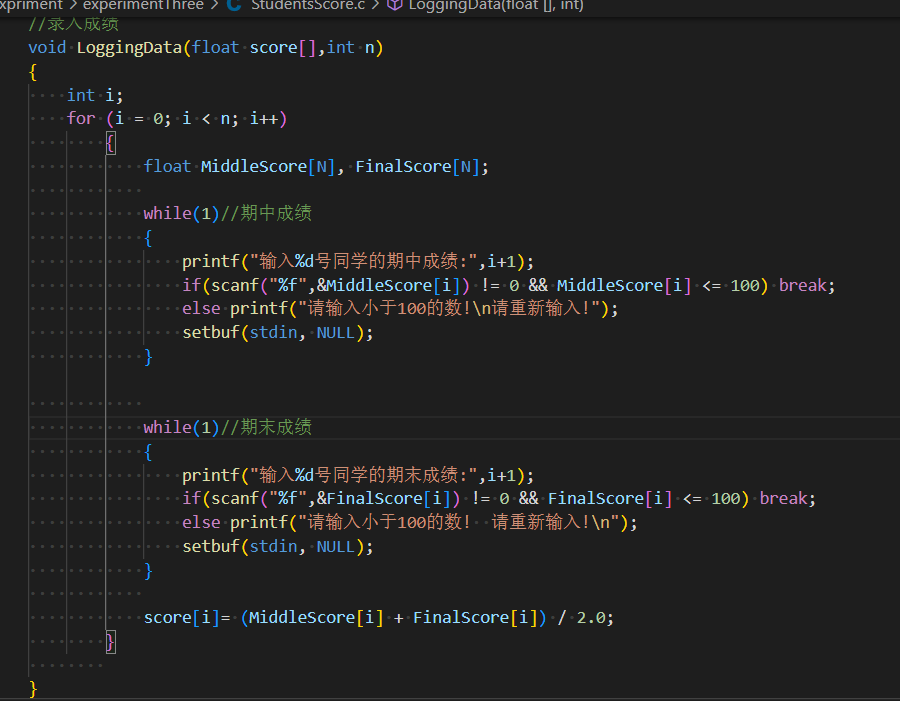 xpriment > experimentThree > C StudentsScore.c > LoggingData(float [], int)
//录入成绩
void LoggingData(float score[],int n)
{
int i;
for (i = 0; i < n; i++)
{
float MiddleScore[N], FinalScore[N];
while(1)//期中成绩
{
printf("输入%d号同学的期中成绩:",i+1);
if(scanf("%f",&MiddleScore[i]) != 0 && MiddleScore[i] <= 100) break;
else printf("请输入小于100的数!\n请重新输入!");
setbuf(stdin, NULL);
}
while(1)//期末成绩
{
printf("输入%d号同学的期末成绩:",i+1);
if(scanf("%f",&FinalScore[i]) != 0 && FinalScore[i] <= 100) break;
else printf("请输入小于100的数!  请重新输入!\n");
setbuf(stdin, NULL);
}
score[i]= (MiddleScore[i] + FinalScore[i]) / 2.0;
}
}